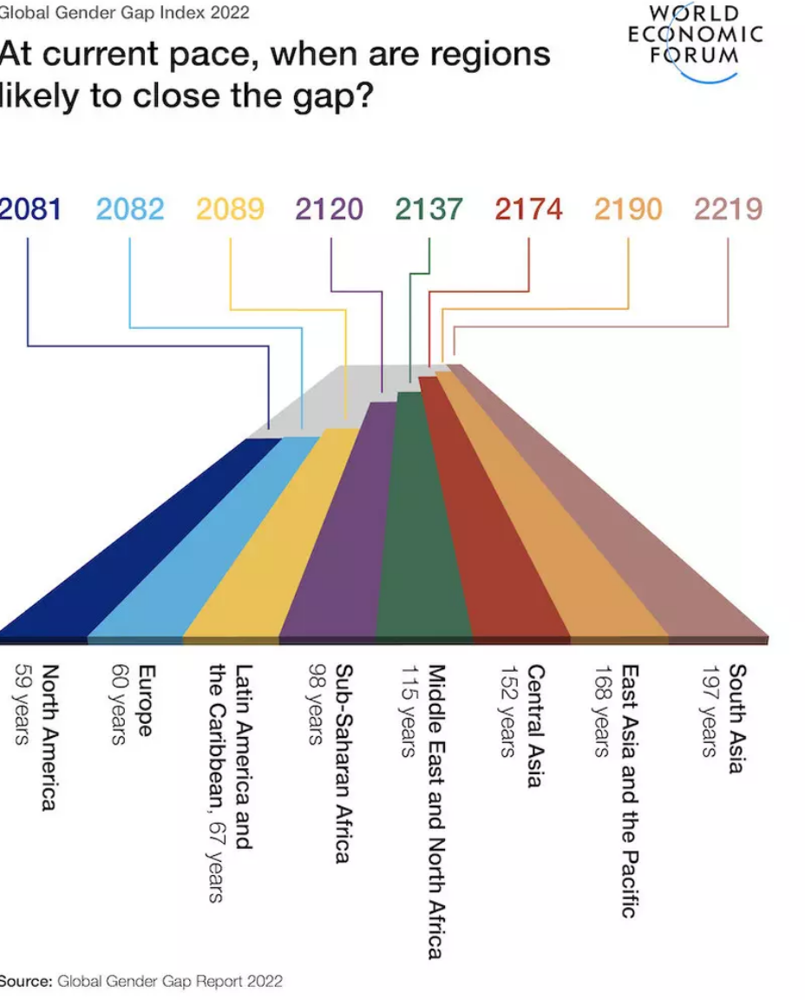 Global Gender Gap Index 2022
At current pace, when are regions
likely to close the gap?
WORLD
ECONOMIC
FORUM
2081 2082 2089 2120 2137 2174 2190 2219
North America
59 years
Europe
60 years
Latin America and
the Caribbean, 67 years
Sub-Saharan Africa
98 years
Middle East and North Africa
115 years
Central Asia
152 years
East Asia and the Pacific
168 years
South Asia
197 years
Source: Global Gender Gap Report 2022